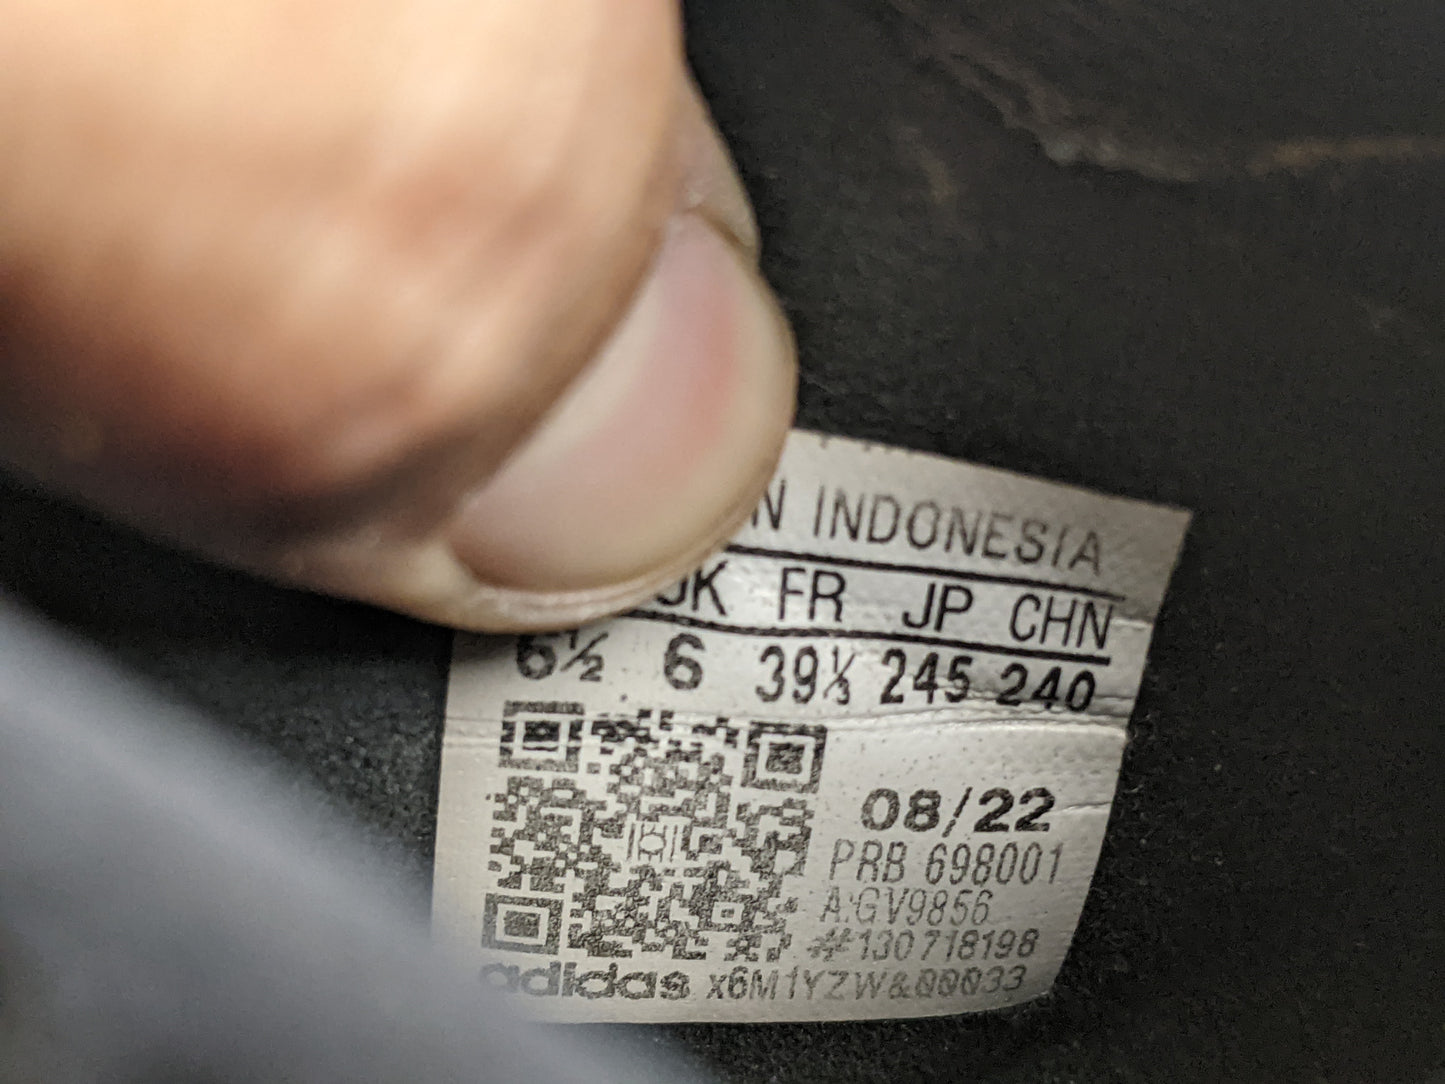 N INDONESIA
UK FR JP CHN
6½ 6 39⅓ 245 240
08/22
PRB 698001
A:GV9856
#130718198
adidas x6M1YZW&00033